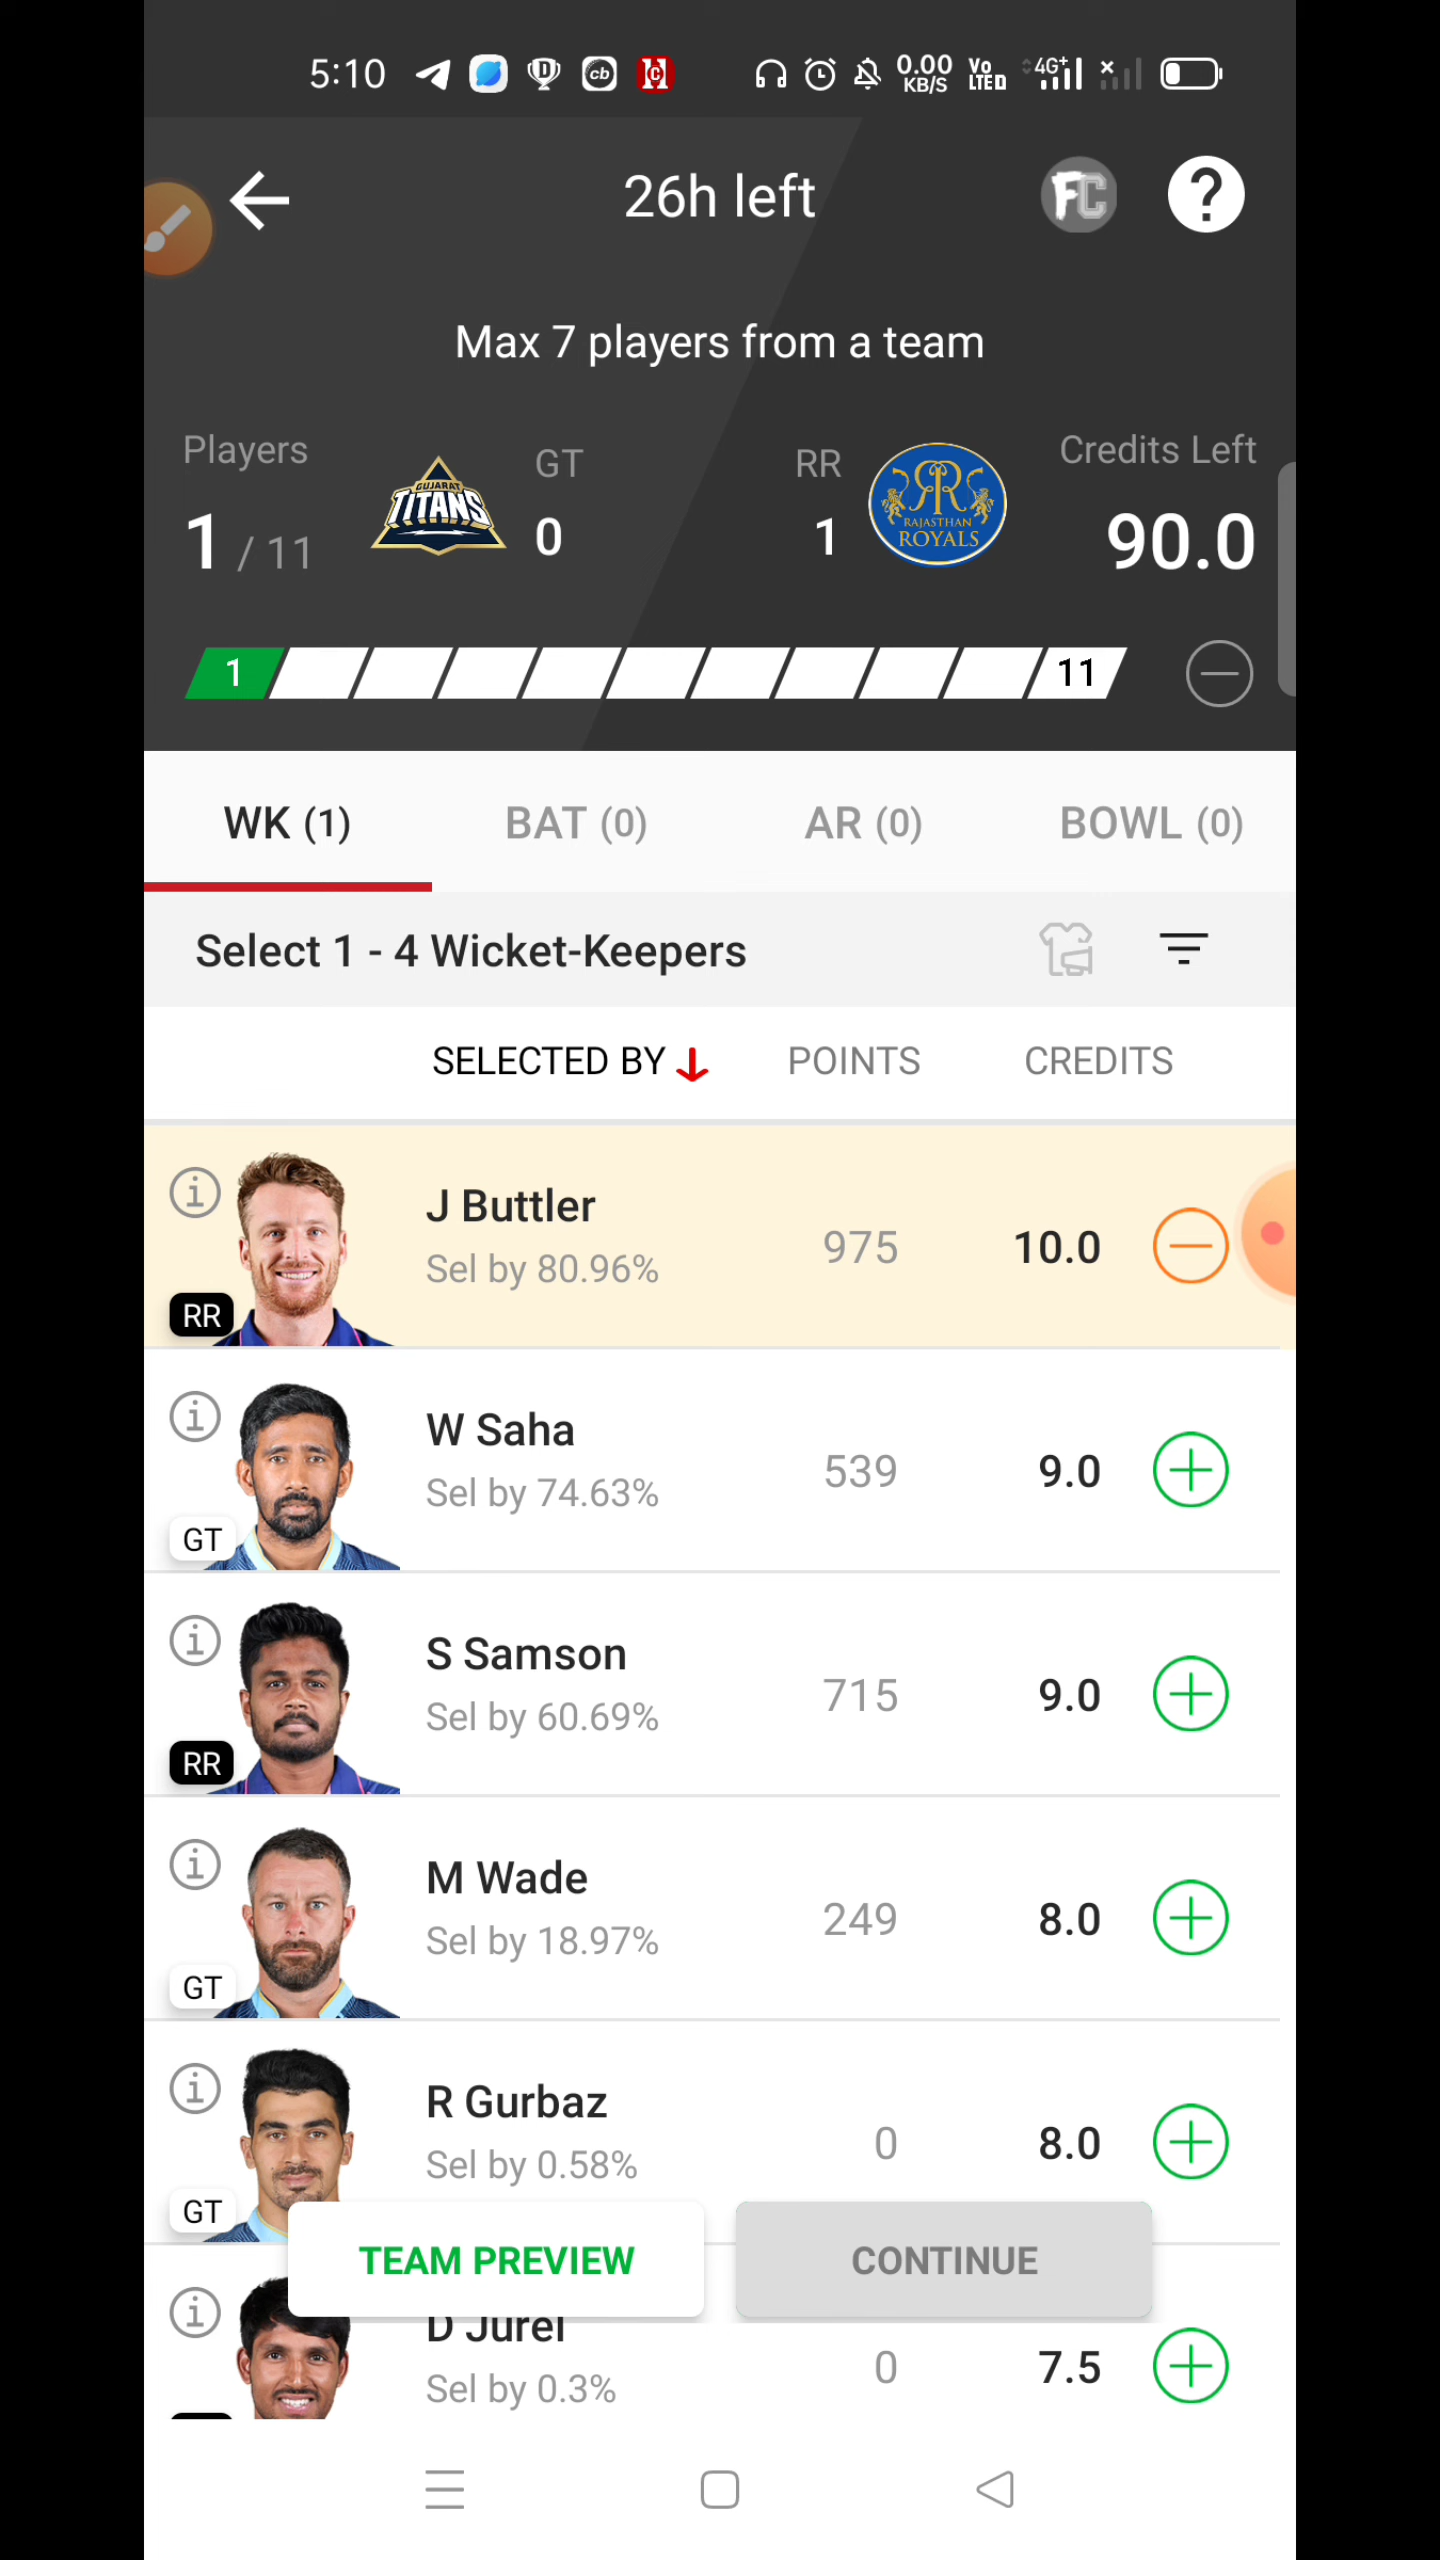 5:10 cb HC 0.00 KB/S Vo LTED 4G+
26h left FC ?
Max 7 players from a team
Players GT RR Credits Left
1 / 11 GUJARAT TITANS 0 1 RR RAJASTHAN ROYALS 90.0
1 11
WK (1) BAT (0) AR (0) BOWL (0)
Select 1 - 4 Wicket-Keepers
SELECTED BY POINTS CREDITS
J Buttler
Sel by 80.96% 975 10.0
RR
W Saha
Sel by 74.63% 539 9.0
GT
S Samson
Sel by 60.69% 715 9.0
RR
M Wade
Sel by 18.97% 249 8.0
GT
R Gurbaz
Sel by 0.58% 0 8.0
GT
TEAM PREVIEW CONTINUE
D Jurel
Sel by 0.3% 0 7.5